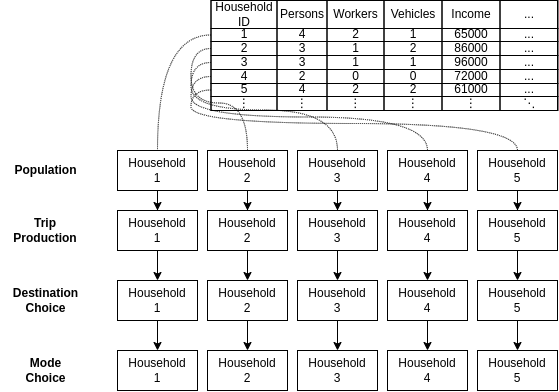 Household ID Persons Workers Vehicles Income ...
1 4 2 1 65000 ...
2 3 1 2 86000 ...
3 3 1 1 96000 ...
4 2 0 0 72000 ...
5 4 2 2 61000 ...
⋮ ⋮ ⋮ ⋮ ⋮ ⋱
Population Household 1 Household 2 Household 3 Household 4 Household 5
Trip Production Household 1 Household 2 Household 3 Household 4 Household 5
Destination Choice Household 1 Household 2 Household 3 Household 4 Household 5
Mode Choice Household 1 Household 2 Household 3 Household 4 Household 5